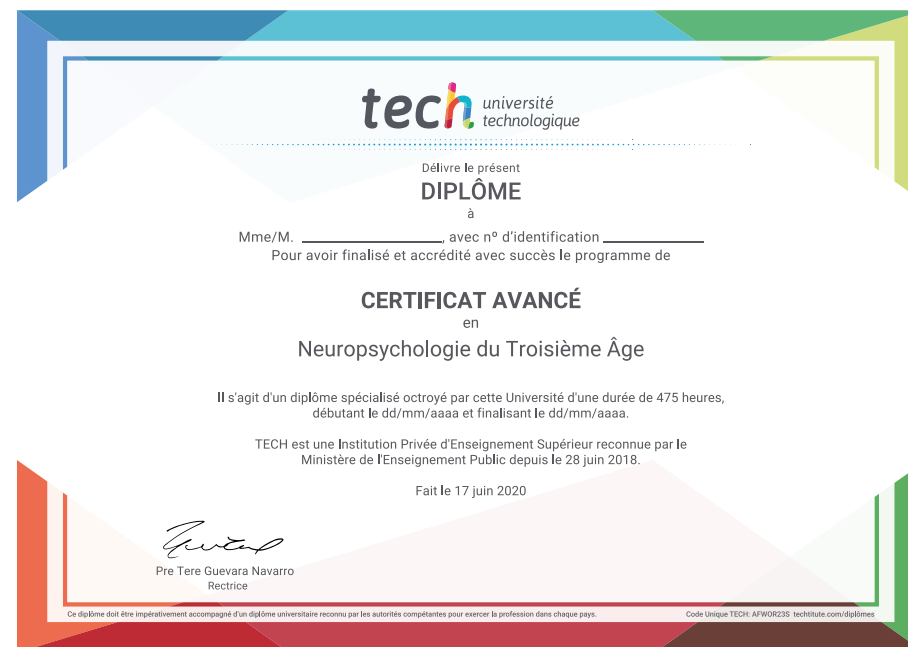 tech université
technologique
Délivre le présent
DIPLÔME
à
Mme/M. ____________________, avec nº d'identification ______________
Pour avoir finalisé et accrédité avec succès le programme de
CERTIFICAT AVANCÉ
en
Neuropsychologie du Troisième Âge
Il s'agit d'un diplôme spécialisé octroyé par cette Université d'une durée de 475 heures,
débutant le dd/mm/aaaa et finalisant le dd/mm/aaaa.
TECH est une Institution Privée d'Enseignement Supérieur reconnue par le
Ministère de l'Enseignement Public depuis le 28 juin 2018.
Fait le 17 juin 2020
Pre Tere Guevara Navarro
Rectrice
Ce diplôme doit être impérativement accompagné d'un diplôme universitaire reconnu par les autorités compétentes pour exercer la profession dans chaque pays.
Code Unique TECH: AFWOR23S techtitute.com/diplômes